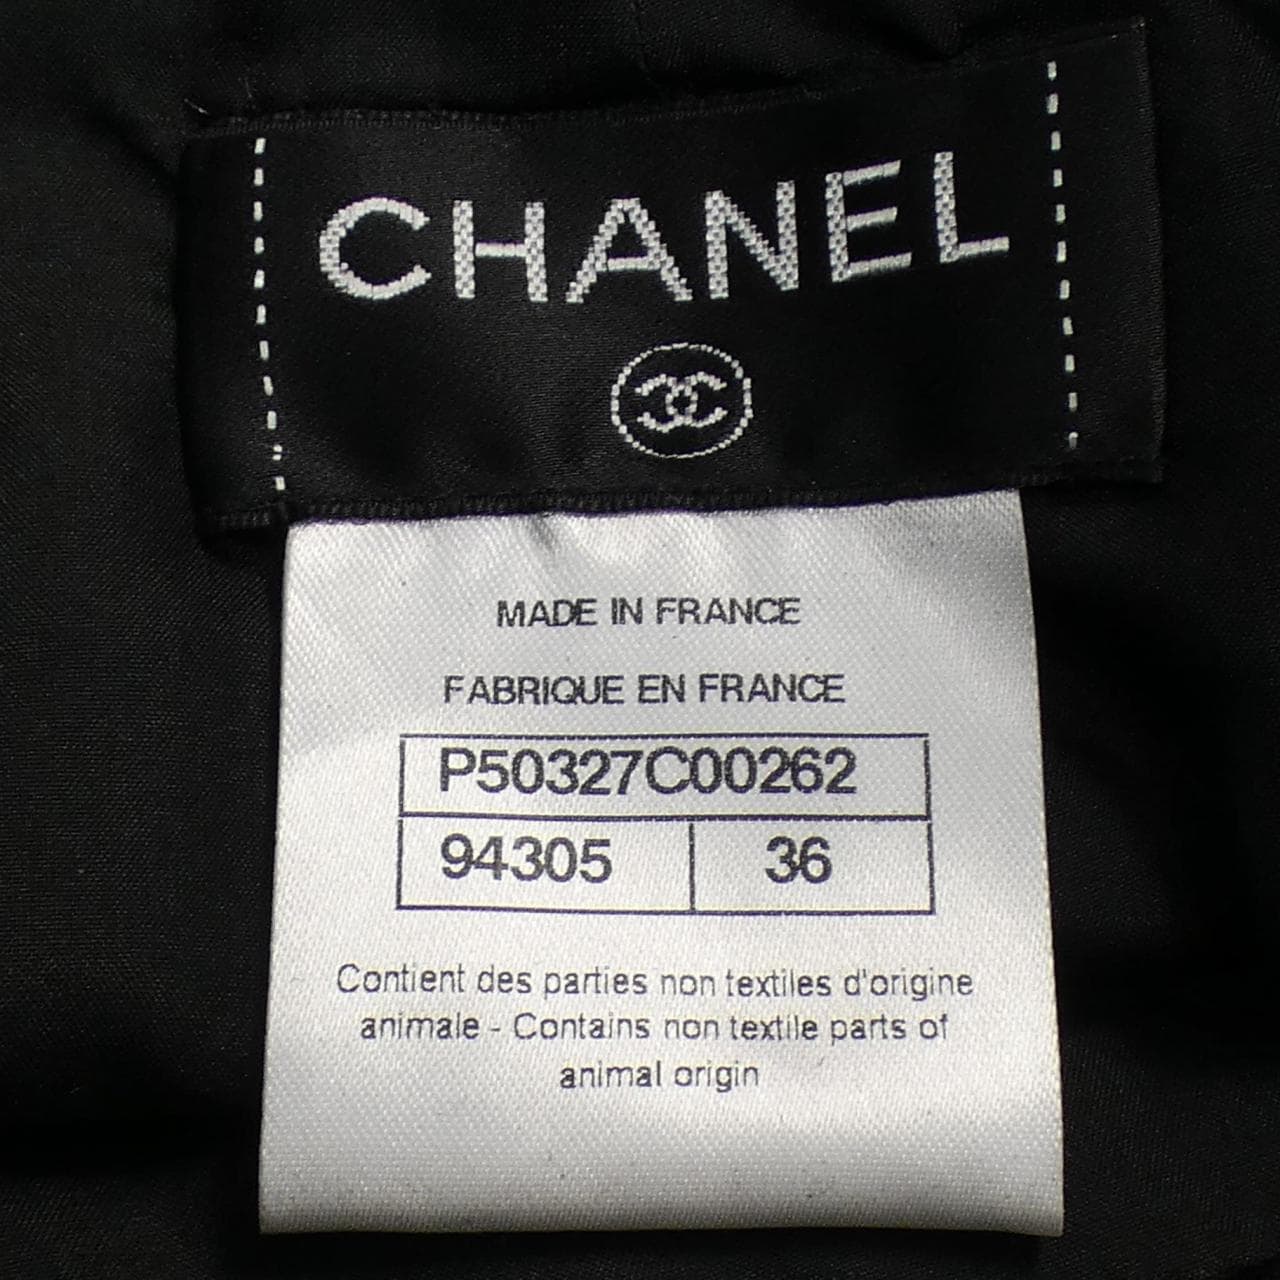 CHANEL
MADE IN FRANCE
FABRIQUE EN FRANCE
P50327C00262
94305 36
Contient des parties non textiles d'origine
animale - Contains non textile parts of
animal origin